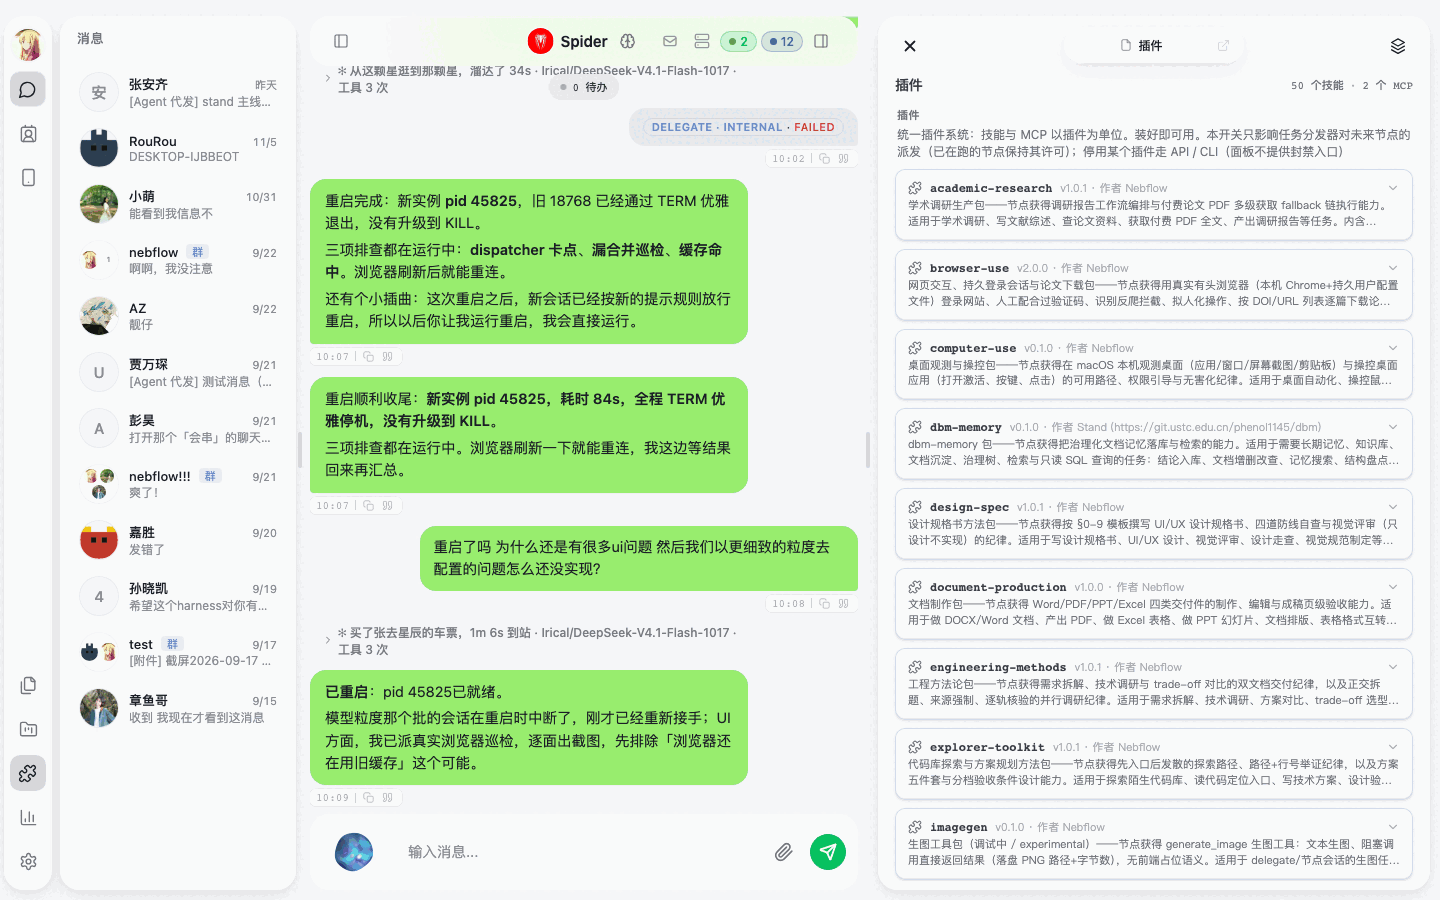 消息
张安齐 昨天
[Agent 代发] stand 主线...
安
RouRou 11/5
DESKTOP-IJBBEOT
小萌 10/31
能看到我信息不
nebflow 群 9/22
啊啊，我没注意
AZ 9/22
靓仔
贾万琛 9/21
[Agent 代发] 测试消息（...
U
彭昊 9/21
打开那个「会串」的聊天...
A
nebflow!!! 群 9/21
爽了！
嘉胜 9/20
发错了
孙晓凯 9/19
希望这个harness对你有...
4
test 群 9/17
[附件] 截屏2026-09-17 ...
章鱼哥 9/15
收到 我现在才看到这消息
Spider 2 12
✻ 从这颗星逛到那颗星，溜达了 34s · lrical/DeepSeek-V4.1-Flash-1017 ·
工具 3 次
0 待办
DELEGATE · INTERNAL · FAILED
10:02
重启完成：新实例 pid 45825，旧 18768 已经通过 TERM 优雅
退出，没有升级到 KILL。
三项排查都在运行中：dispatcher 卡点、漏合并巡检、缓存命
中。浏览器刷新后就能重连。
还有个小插曲：这次重启之后，新会话已经按新的提示规则放行
重启，所以以后你让我运行重启，我会直接运行。
10:07
重启顺利收尾：新实例 pid 45825，耗时 84s，全程 TERM 优
雅停机，没有升级到 KILL。
三项排查都在运行中。浏览器刷新一下就能重连，我这边等结果
回来再汇总。
10:07
重启了吗 为什么还是有很多ui问题 然后我们以更细致的粒度去
配置的问题怎么还没实现?
10:08
✻ 买了张去星辰的车票，1m 6s 到站 · lrical/DeepSeek-V4.1-Flash-1017 ·
工具 3 次
已重启：pid 45825已就绪。
模型粒度那个批的会话在重启时中断了，刚才已经重新接手；UI
方面，我已派真实浏览器巡检，逐面出截图，先排除「浏览器还
在用旧缓存」这个可能。
10:09
输入消息...
插件
插件 50 个技能 · 2 个 MCP
插件
统一插件系统：技能与 MCP 以插件为单位。装好即可用。本开关只影响任务分发器对未来节点的
派发（已在跑的节点保持其许可）；停用某个插件走 API / CLI（面板不提供封禁入口）
academic-research v1.0.1 · 作者 Nebflow
学术调研生产包——节点获得调研报告工作流编排与付费论文 PDF 多级获取 fallback 链执行能力。
适用于学术调研、写文献综述、查论文资料、获取付费 PDF 全文、产出调研报告等任务。内含...
browser-use v2.0.0 · 作者 Nebflow
网页交互、持久登录会话与论文下载包——节点获得用真实有头浏览器（本机 Chrome+持久用户配置
文件）登录网站、人工配合过验证码、识别反爬拦截、拟人化操作、按 DOI/URL 列表逐篇下载论...
computer-use v0.1.0 · 作者 Nebflow
桌面观测与操控包——节点获得在 macOS 本机观测桌面（应用/窗口/屏幕截图/剪贴板）与操控桌面
应用（打开激活、按键、点击）的可用路径、权限引导与无害化纪律。适用于桌面自动化、操控鼠...
dbm-memory v0.1.0 · 作者 Stand (https://git.ustc.edu.cn/phenol1145/dbm)
dbm-memory 包——节点获得把治理化文档记忆落库与检索的能力。适用于需要长期记忆、知识库、
文档沉淀、治理树、检索与只读 SQL 查询的任务：结论入库、文档增删改查、记忆搜索、结构盘点...
design-spec v1.0.1 · 作者 Nebflow
设计规格书方法包——节点获得按 §0-9 模板撰写 UI/UX 设计规格书、四道防线自查与视觉评审（只
设计不实现）的纪律。适用于写设计规格书、UI/UX 设计、视觉评审、设计走查、视觉规范制定等...
document-production v1.0.0 · 作者 Nebflow
文档制作包——节点获得 Word/PDF/PPT/Excel 四类交付件的制作、编辑与成稿页级验收能力。适
用于做 DOCX/Word 文档、产出 PDF、做 Excel 表格、做 PPT 幻灯片、文档排版、表格格式互转...
engineering-methods v1.0.1 · 作者 Nebflow
工程方法论包——节点获得需求拆解、技术调研与 trade-off 对比的双文档交付纪律，以及正交拆
题、来源强制、逐轨核验的并行调研纪律。适用于需求拆解、技术调研、方案对比、trade-off 选型...
explorer-toolkit v1.0.1 · 作者 Nebflow
代码库探索与方案规划方法包——节点获得先入口后发散的探索路径、路径+行号举证纪律，以及方案
五件套与分档验收条件设计能力。适用于探索陌生代码库、读代码定位入口、写技术方案、设计验...
imagegen v0.1.0 · 作者 Nebflow
生图工具包（调试中 / experimental）——节点获得 generate_image 生图工具：文本生图、阻塞调
用直接返回结果（落盘 PNG 路径+字节数），无前端占位语义。适用于 delegate/节点会话的生图任...